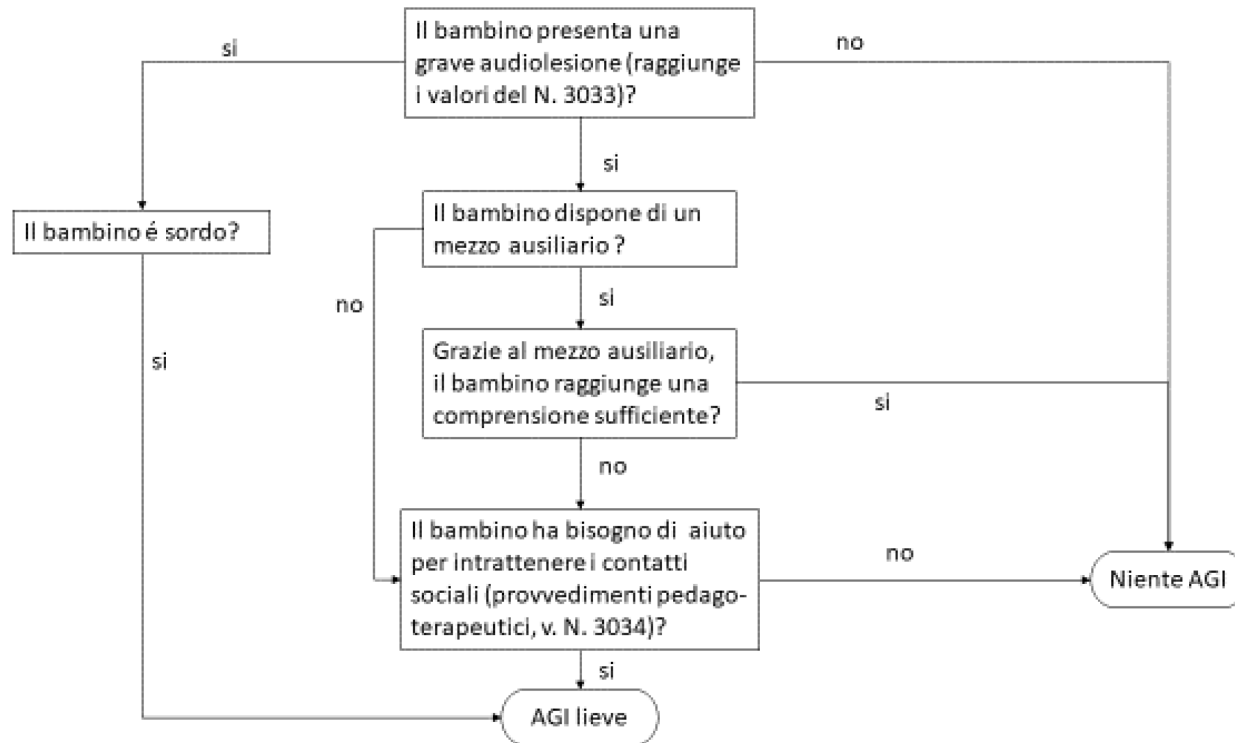 Il bambino presenta una
grave audiolesione (raggiunge
i valori del N. 3033)?
si
no
si
Il bambino é sordo?
Il bambino dispone di un
mezzo ausiliario ?
no
si
si
Grazie al mezzo ausiliario,
il bambino raggiunge una
comprensione sufficiente?
si
no
Il bambino ha bisogno di aiuto
per intrattenere i contatti
sociali (provvedimenti pedago-
terapeutici, v. N. 3034)?
no
Niente AGI
si
AGI lieve